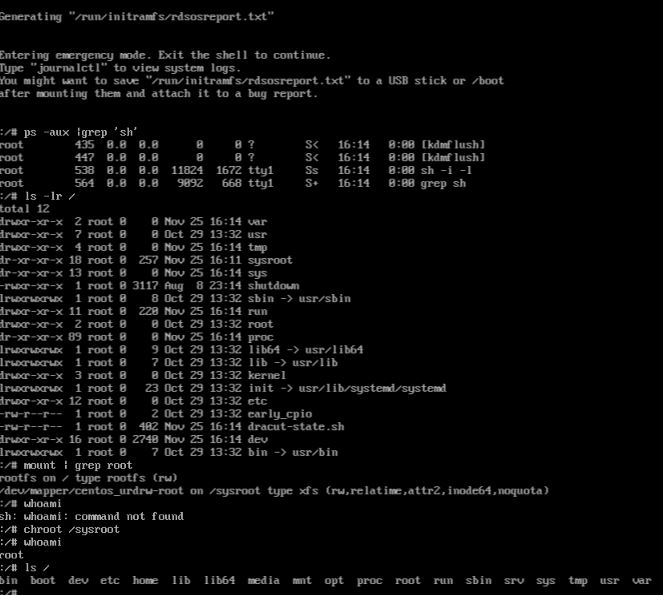 Generating "/run/initramfs/rdsosreport.txt"
Entering emergency mode. Exit the shell to continue.
Type "journalctl" to view system logs.
You might want to save "/run/initramfs/rdsosreport.txt" to a USB stick or /boot
after mounting them and attach it to a bug report.
:/# ps -aux |grep 'sh'
root 435 0.0 0.0 0 0 ? S< 16:14 0:00 [kdmflush]
root 447 0.0 0.0 0 0 ? S< 16:14 0:00 [kdmflush]
root 538 0.0 0.0 11824 1672 tty1 Ss 16:14 0:00 sh -i -l
root 564 0.0 0.0 9092 668 tty1 S+ 16:14 0:00 grep sh
:/# ls -lr /
total 12
drwxr-xr-x 2 root 0 0 Nov 25 16:14 var
drwxr-xr-x 7 root 0 0 Oct 29 13:32 usr
drwxr-xr-x 4 root 0 0 Nov 25 16:14 tmp
dr-xr-xr-x 18 root 0 257 Nov 25 16:11 sysroot
dr-xr-xr-x 13 root 0 0 Nov 25 16:14 sys
-rwxr-xr-x 1 root 0 3117 Aug 8 23:14 shutdown
lrwxrwxrwx 1 root 0 8 Oct 29 13:32 sbin -> usr/sbin
drwxr-xr-x 11 root 0 220 Nov 25 16:14 run
drwxr-xr-x 2 root 0 0 Oct 29 13:32 root
dr-xr-xr-x 89 root 0 0 Nov 25 16:14 proc
lrwxrwxrwx 1 root 0 9 Oct 29 13:32 lib64 -> usr/lib64
lrwxrwxrwx 1 root 0 7 Oct 29 13:32 lib -> usr/lib
drwxr-xr-x 3 root 0 0 Oct 29 13:32 kernel
lrwxrwxrwx 1 root 0 23 Oct 29 13:32 init -> usr/lib/systemd/systemd
drwxr-xr-x 12 root 0 0 Oct 29 13:32 etc
-rw-r--r-- 1 root 0 2 Oct 29 13:32 early_cpio
-rw-r--r-- 1 root 0 402 Nov 25 16:14 dracut-state.sh
drwxr-xr-x 16 root 0 2740 Nov 25 16:14 dev
lrwxrwxrwx 1 root 0 7 Oct 29 13:32 bin -> usr/bin
:/# mount | grep root
rootfs on / type rootfs (rw)
/dev/mapper/centos_urdrw-root on /sysroot type xfs (rw,relatime,attr2,inode64,noquota)
:/# whoami
sh: whoami: command not found
:/# chroot /sysroot
:/# whoami
root
:/# ls /
bin boot dev etc home lib lib64 media mnt opt proc root run sbin srv sys tmp usr var
:/#